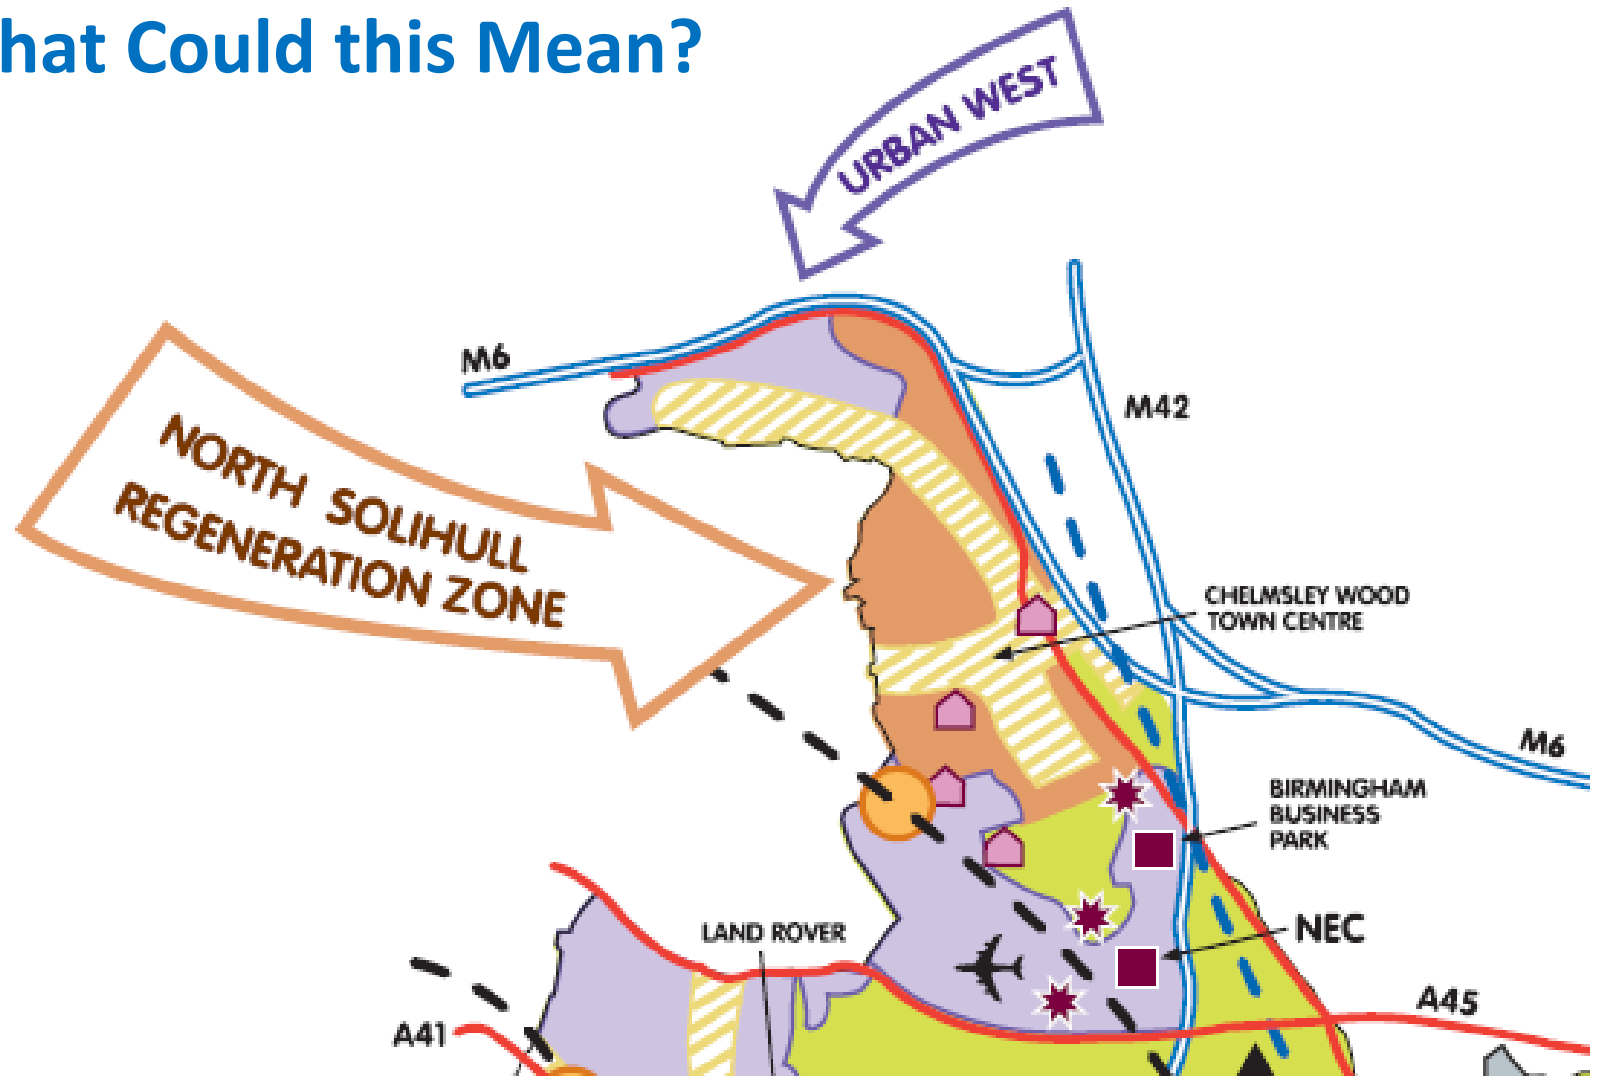 hat Could this Mean?
URBAN WEST
M6
M42
NORTH SOLIHULL
REGENERATION ZONE
CHELMSLEY WOOD
TOWN CENTRE
M6
BIRMINGHAM
BUSINESS
PARK
LAND ROVER
NEC
A45
A41